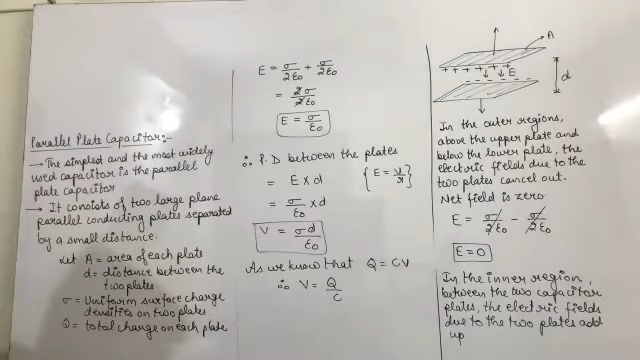 Parallel Plate Capacitor:-
→ The simplest and the most widely
used capacitor is the parallel
plate capacitor
→ It consists of two large plane
parallel conducting plates separated
by a small distance.
Let A = area of each plate
d = distance between the
two plates
σ = Uniform surface charge
densities on two plates.
Q = total charge on each plate
E = σ/2ε₀ + σ/2ε₀
= 2σ/2ε₀
E = σ/ε₀
∴ P.D between the plates
= E × d { E = V/r }
= σ/ε₀ × d
V = σd/ε₀
As we know that Q = CV
∴ V = Q/C
A
+ + + + + + +
E
d
- - - - -
In the outer regions,
above the upper plate and
below the lower plate, the
electric fields due to the
two plates cancel out.
Net field is zero
E = σ/2ε₀ - σ/2ε₀
E = 0
In the inner region,
between the two capacitor
plates, the electric fields
due to the two plates add
up